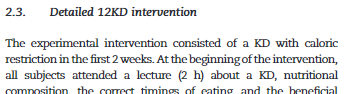 2.3. Detailed 12KD intervention
The experimental intervention consisted of a KD with caloric
restriction in the first 2 weeks. At the beginning of the intervention,
all subjects attended a lecture (2 h) about a KD, nutritional
composition, the correct timings of eating, and the beneficial